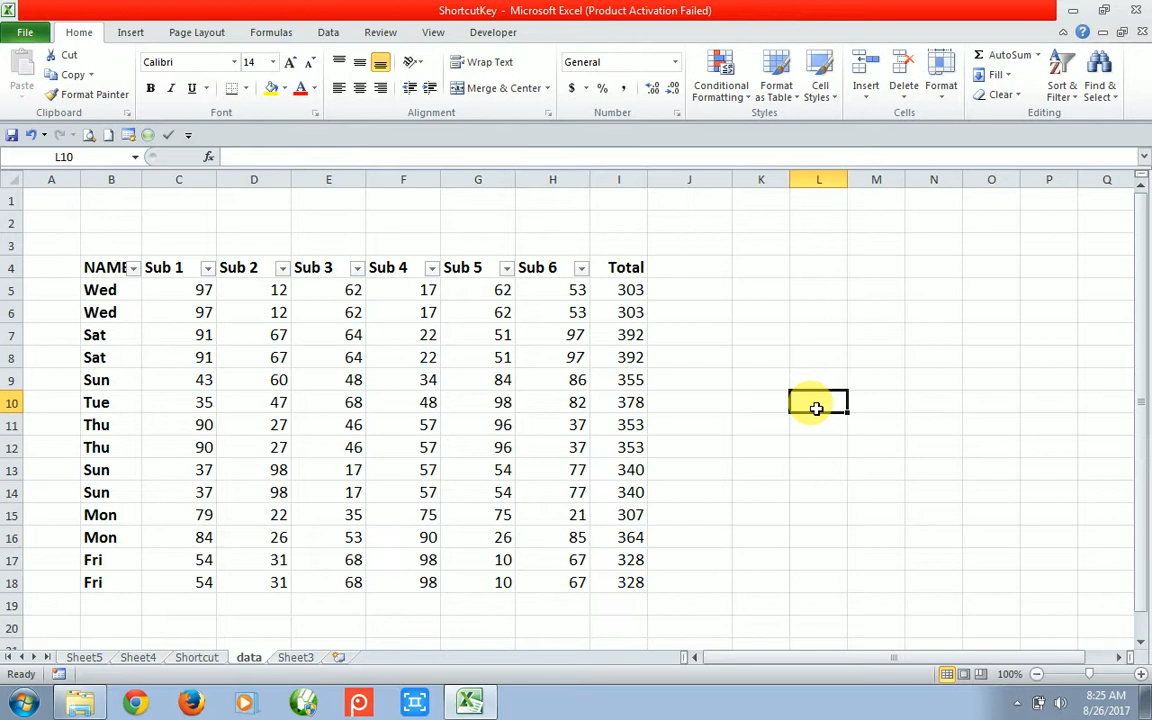 ShortcutKey - Microsoft Excel (Product Activation Failed)
File Home Insert Page Layout Formulas Data Review View Developer
Cut
Copy
Format Painter
Paste
Clipboard
Calibri 14
B I U A
Font
Wrap Text
Merge & Center
Alignment
General
$ % ,
Number
Conditional Formatting
Format as Table
Cell Styles
Styles
Insert Delete Format
Cells
AutoSum
Fill
Clear
Sort & Filter
Find & Select
Editing
L10 fx
A B C D E F G H I J K L M N O P Q
1
2
3
4 NAME Sub 1 Sub 2 Sub 3 Sub 4 Sub 5 Sub 6 Total
5 Wed 97 12 62 17 62 53 303
6 Wed 97 12 62 17 62 53 303
7 Sat 91 67 64 22 51 97 392
8 Sat 91 67 64 22 51 97 392
9 Sun 43 60 48 34 84 86 355
10 Tue 35 47 68 48 98 82 378
11 Thu 90 27 46 57 96 37 353
12 Thu 90 27 46 57 96 37 353
13 Sun 37 98 17 57 54 77 340
14 Sun 37 98 17 57 54 77 340
15 Mon 79 22 35 75 75 21 307
16 Mon 84 26 53 90 26 85 364
17 Fri 54 31 68 98 10 67 328
18 Fri 54 31 68 98 10 67 328
19
20
Sheet5 Sheet4 Shortcut data Sheet3
Ready 100%
8:25 AM
8/26/2017